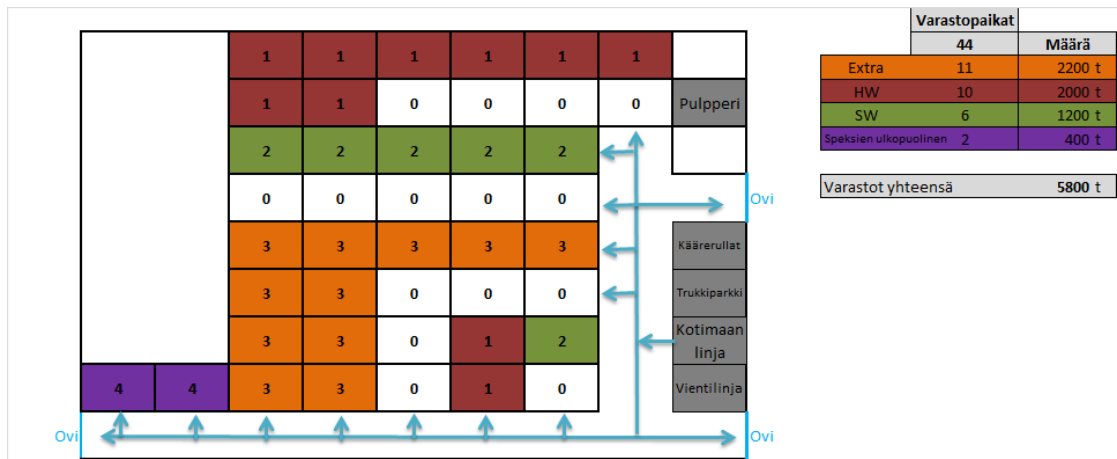 Varastopaikat
44 Määrä
Extra 11 2200 t
HW 10 2000 t
SW 6 1200 t
Speksien ulkopuolinen 2 400 t
Varastot yhteensä 5800 t
1 1 1 1 1 1
1 1 0 0 0 0 Pulpperi
2 2 2 2 2
0 0 0 0 0 Ovi
3 3 3 3 3 Käärerullat
3 3 0 0 0 Trukkiparkki
3 3 0 1 2 Kotimaan
linja
4 4 3 3 0 1 0 Vientilinja
Ovi Ovi